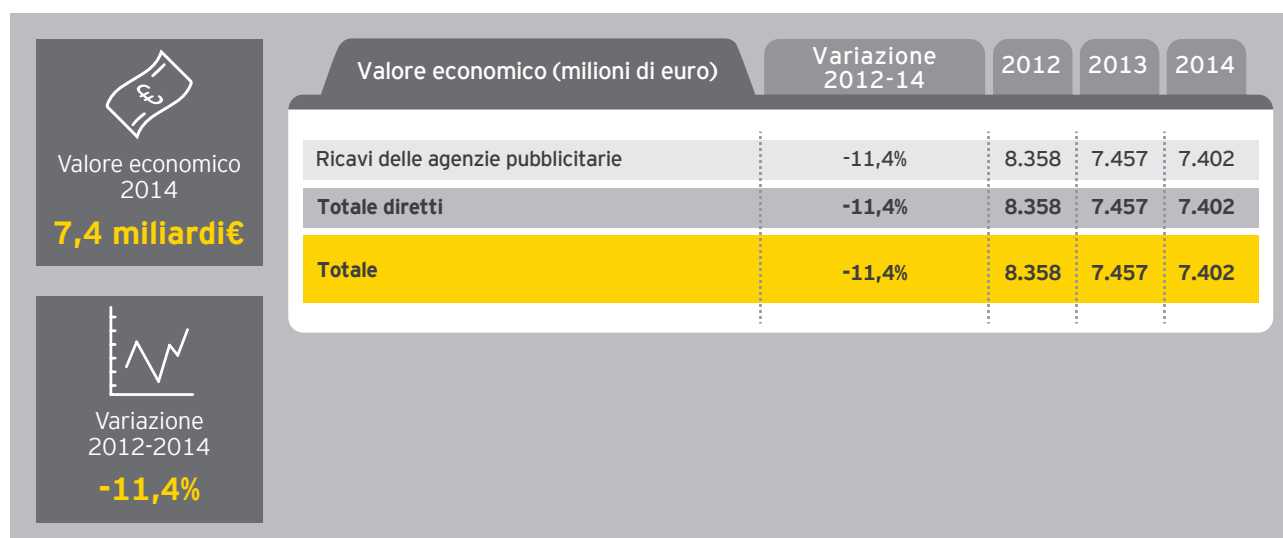 Valore economico
2014
7,4 miliardi€
Variazione
2012-2014
-11,4%
Valore economico (milioni di euro) Variazione 2012-14 2012 2013 2014
Ricavi delle agenzie pubblicitarie -11,4% 8.358 7.457 7.402
Totale diretti -11,4% 8.358 7.457 7.402
Totale -11,4% 8.358 7.457 7.402